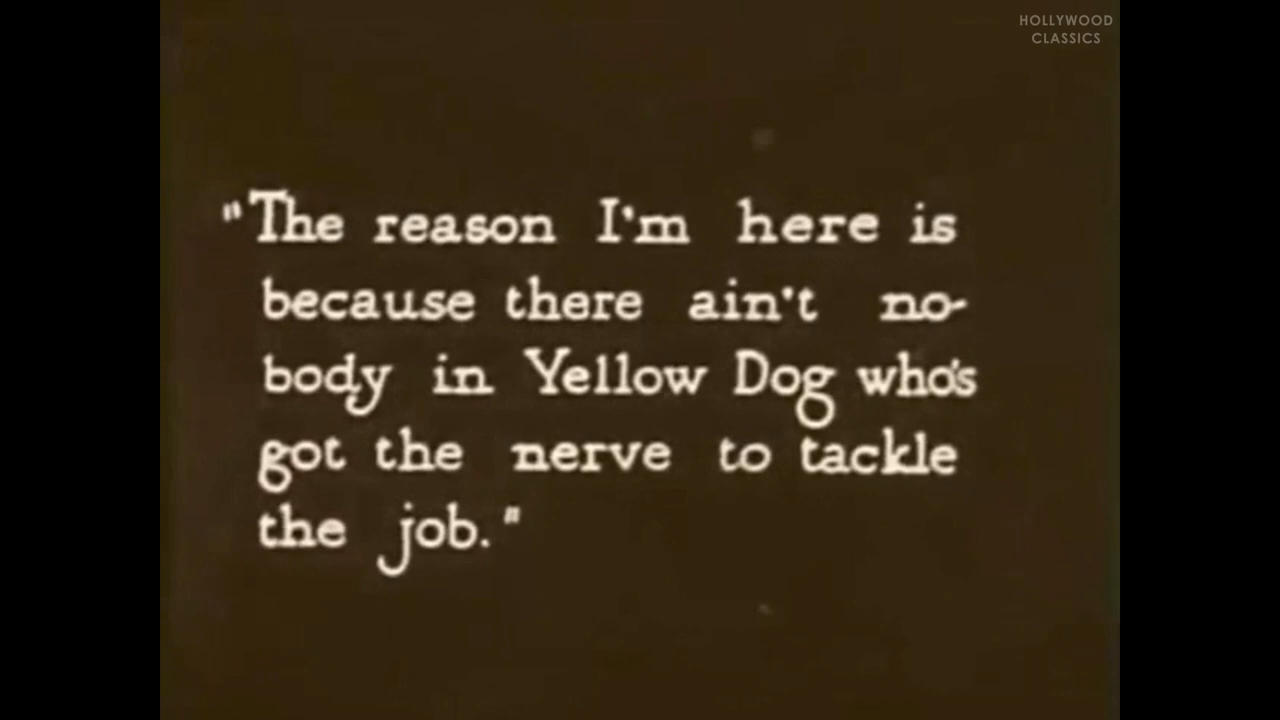 HOLLYWOOD
CLASSICS
"The reason I'm here is
because there ain't no-
body in Yellow Dog who's
got the nerve to tackle
the job."